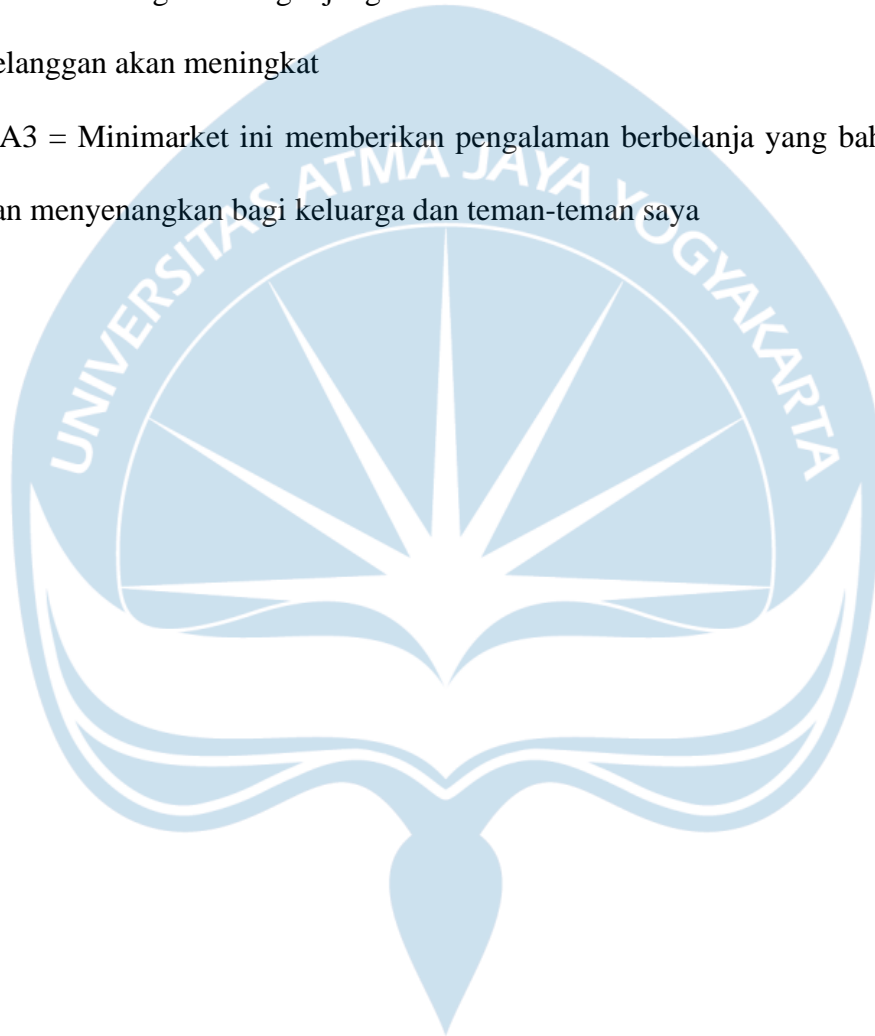 elanggan akan meningkat
A3 = Minimarket ini memberikan pengalaman berbelanja yang bah
an menyenangkan bagi keluarga dan teman-teman saya
UNIVERSITAS ATMA JAYA YOGYAKARTA